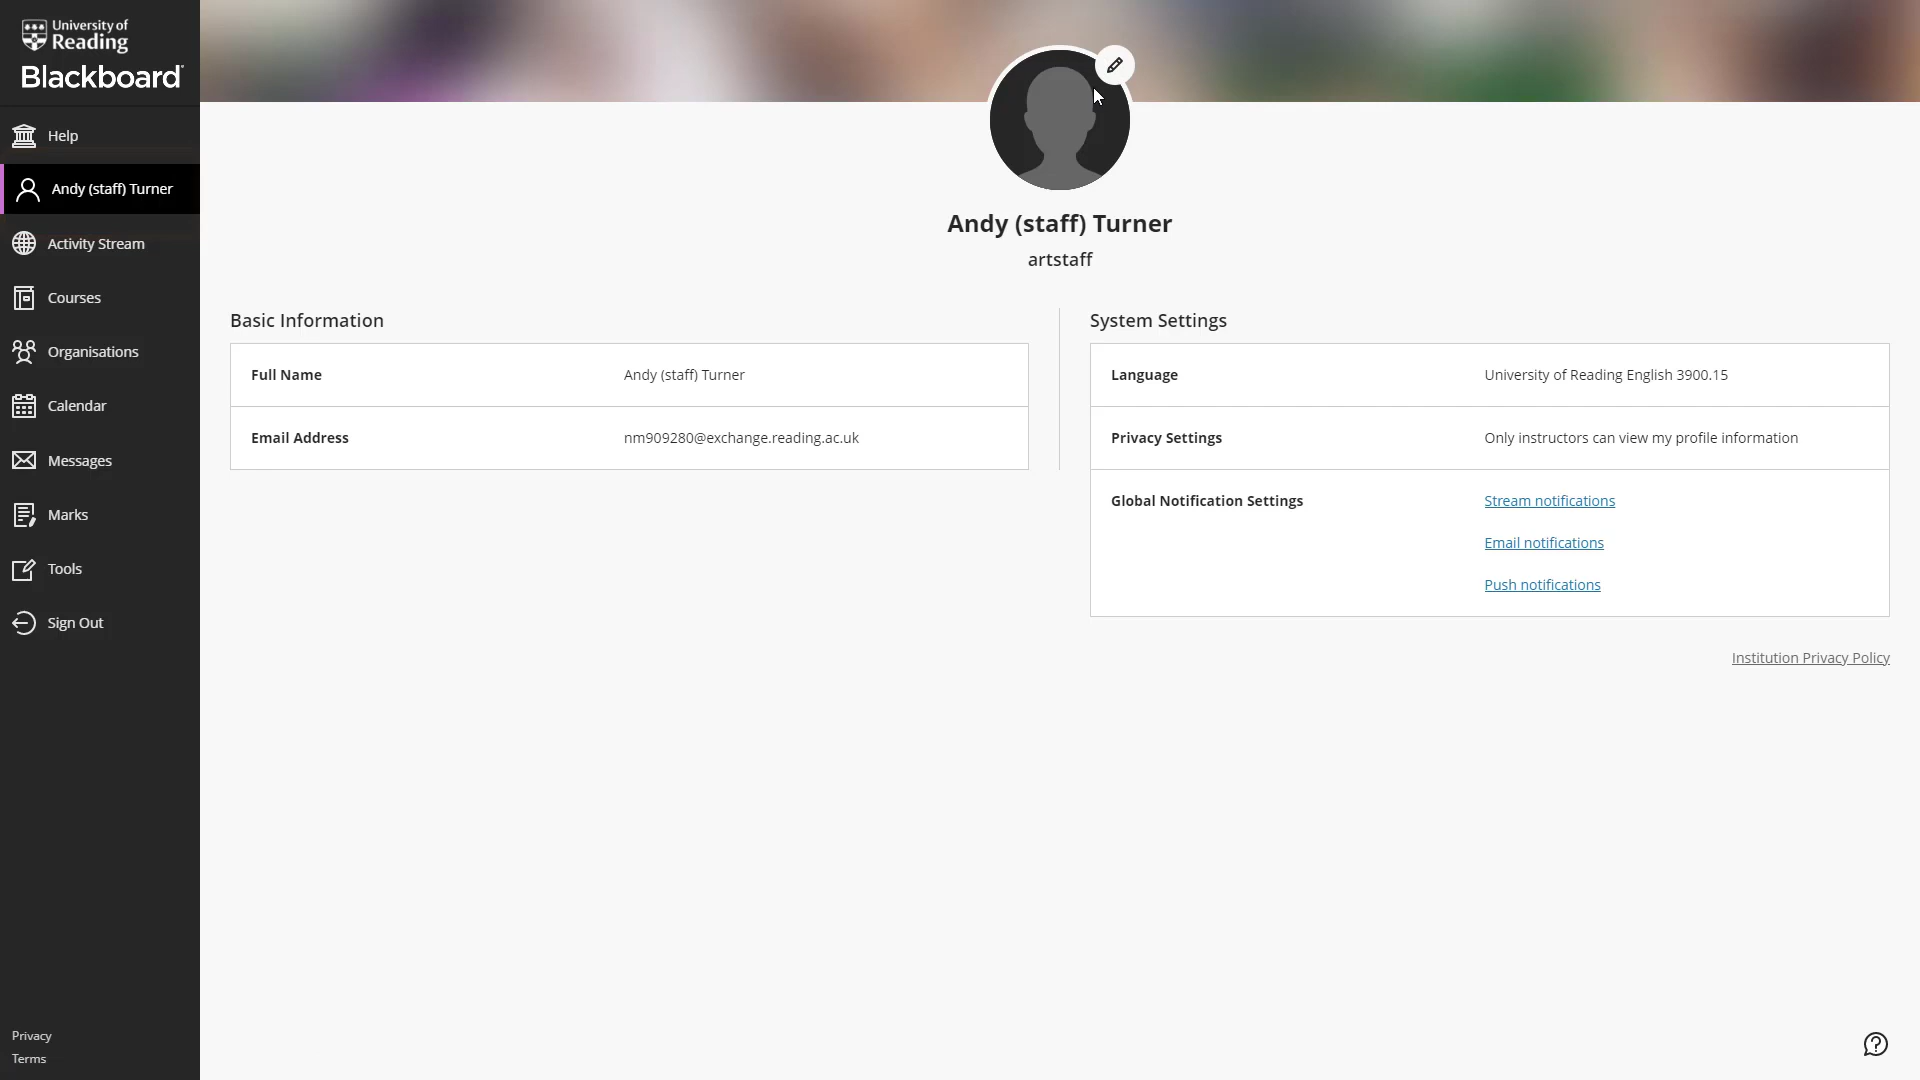 University of
Reading
Blackboard
Help
Andy (staff) Turner
Activity Stream
Courses
Organisations
Calendar
Messages
Marks
Tools
Sign Out
Privacy
Terms
Andy (staff) Turner
artstaff
Basic Information
Full Name Andy (staff) Turner
Email Address nm909280@exchange.reading.ac.uk
System Settings
Language University of Reading English 3900.15
Privacy Settings Only instructors can view my profile information
Global Notification Settings Stream notifications
Email notifications
Push notifications
Institution Privacy Policy